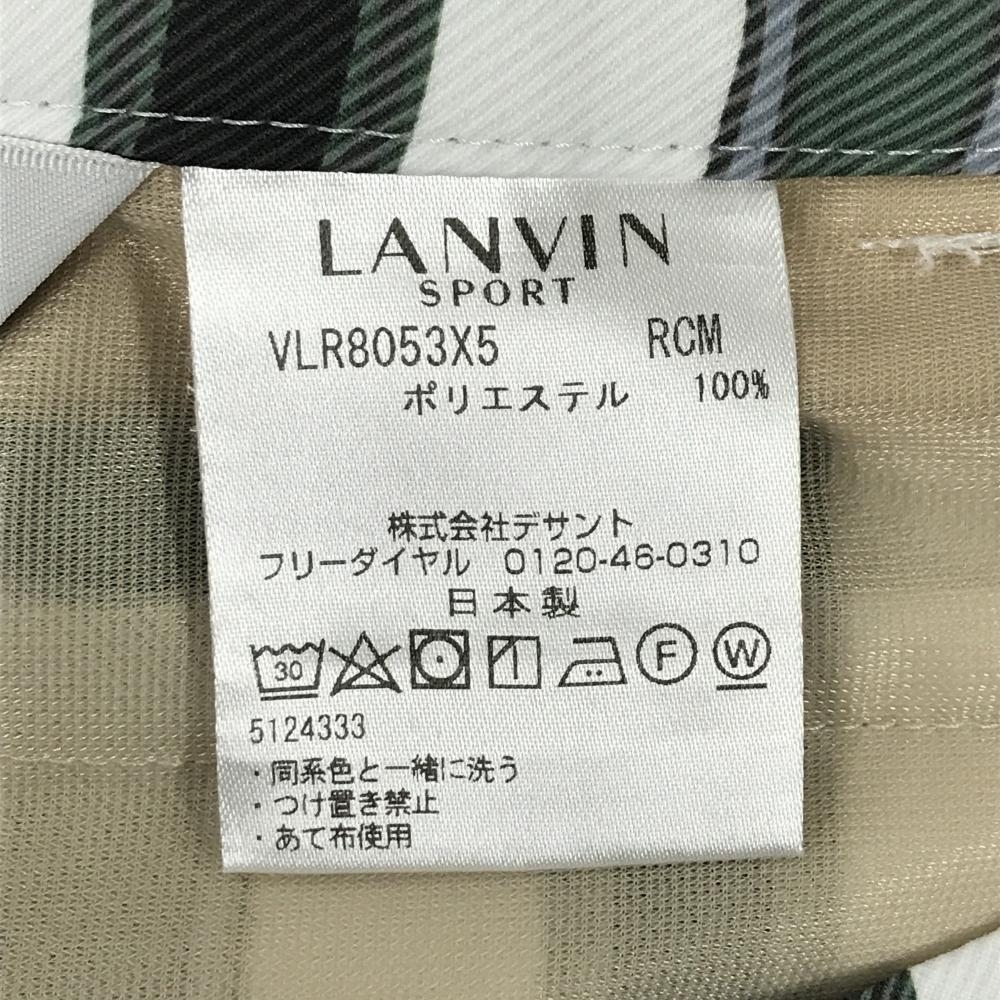 LANVIN
SPORT
VLR8053X5 RCM
ポリエステル 100%
株式会社デサント
フリーダイヤル 0120-46-0310
日本製
30 F W
5124333
・同系色と一緒に洗う
・つけ置き禁止
・あて布使用